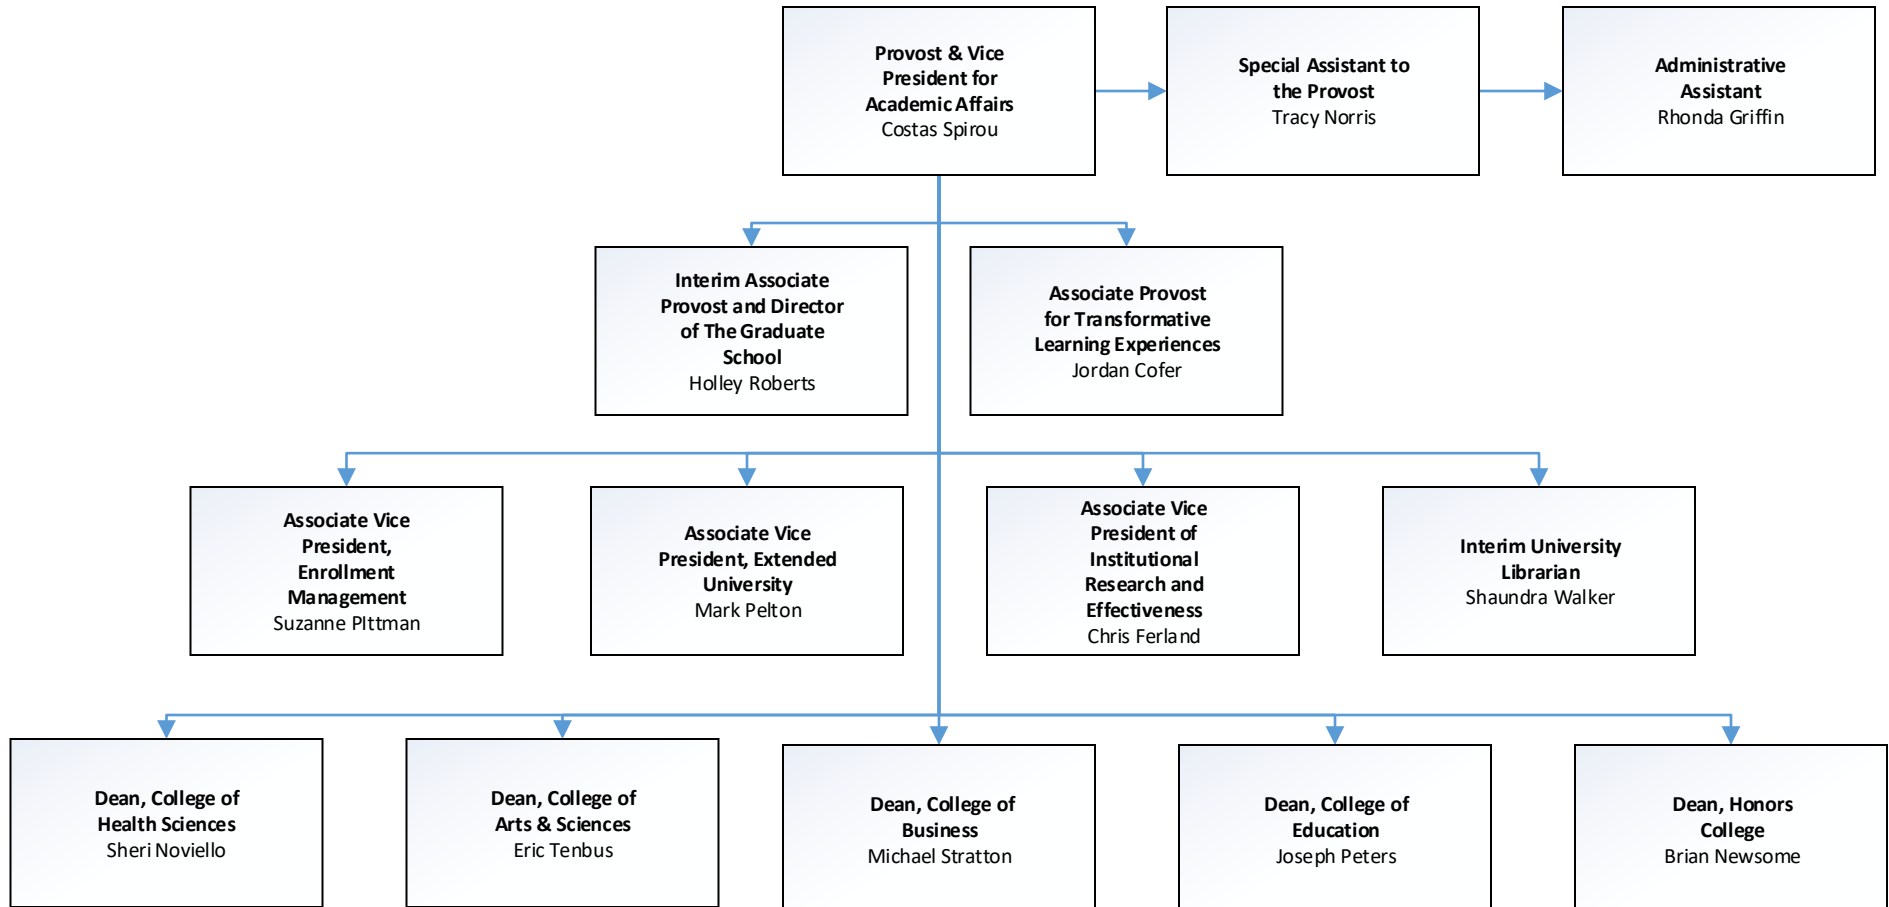 Provost & Vice
President for
Academic Affairs
Costas Spirou
Special Assistant to
the Provost
Tracy Norris
Administrative
Assistant
Rhonda Griffin
Interim Associate
Provost and Director
of The Graduate
School
Holley Roberts
Associate Provost
for Transformative
Learning Experiences
Jordan Cofer
Associate Vice
President,
Enrollment
Management
Suzanne PIttman
Associate Vice
President, Extended
University
Mark Pelton
Associate Vice
President of
Institutional
Research and
Effectiveness
Chris Ferland
Interim University
Librarian
Shaundra Walker
Dean, College of
Health Sciences
Sheri Noviello
Dean, College of
Arts & Sciences
Eric Tenbus
Dean, College of
Business
Michael Stratton
Dean, College of
Education
Joseph Peters
Dean, Honors
College
Brian Newsome